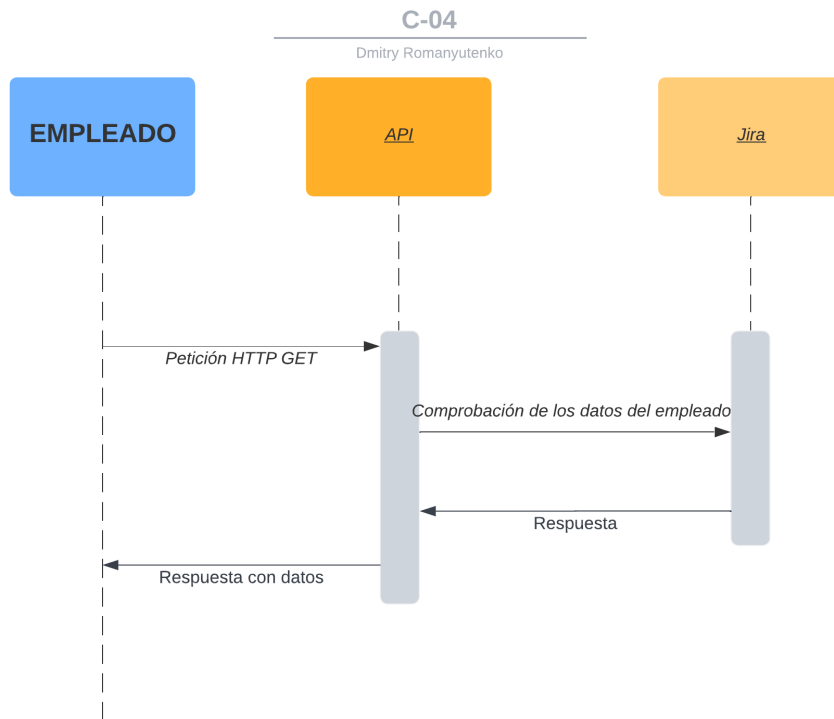 C-04
Dmitry Romanyutenko
EMPLEADO
API
Jira
Petición HTTP GET
Comprobación de los datos del empleado
Respuesta
Respuesta con datos